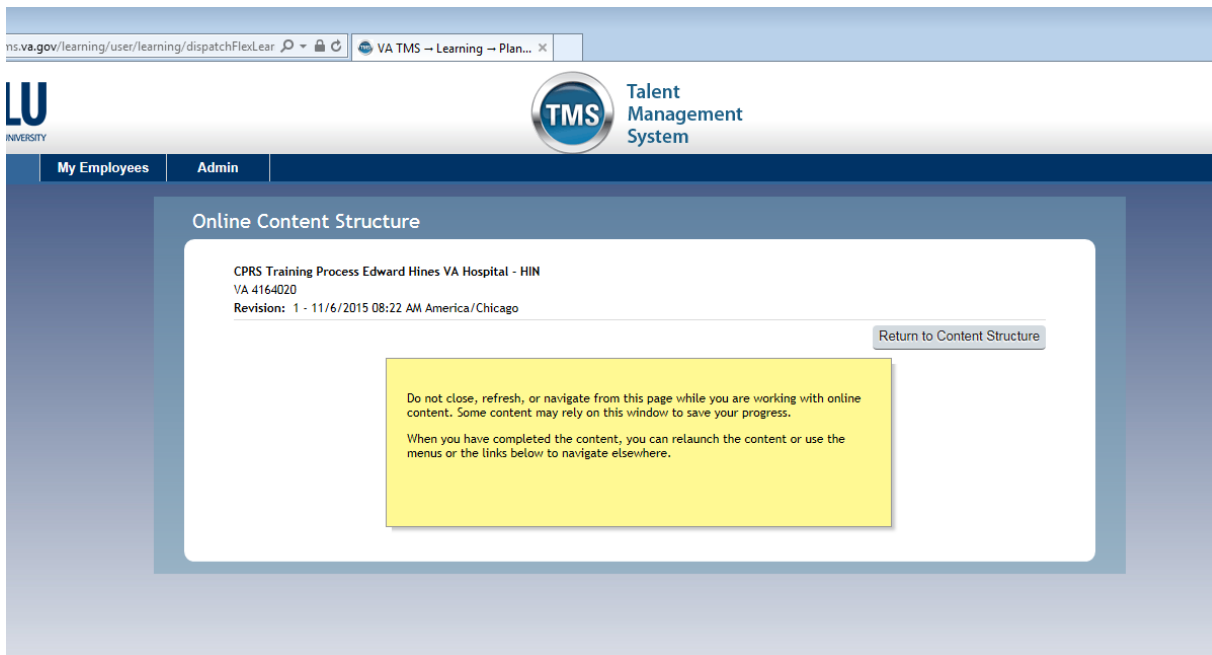 ms.va.gov/learning/user/learning/dispatchFlexLear
VA TMS → Learning → Plan...
LU
UNIVERSITY
TMS
Talent
Management
System
My Employees
Admin
Online Content Structure
CPRS Training Process Edward Hines VA Hospital - HIN
VA 4164020
Revision: 1 - 11/6/2015 08:22 AM America/Chicago
Return to Content Structure
Do not close, refresh, or navigate from this page while you are working with online
content. Some content may rely on this window to save your progress.
When you have completed the content, you can relaunch the content or use the
menus or the links below to navigate elsewhere.